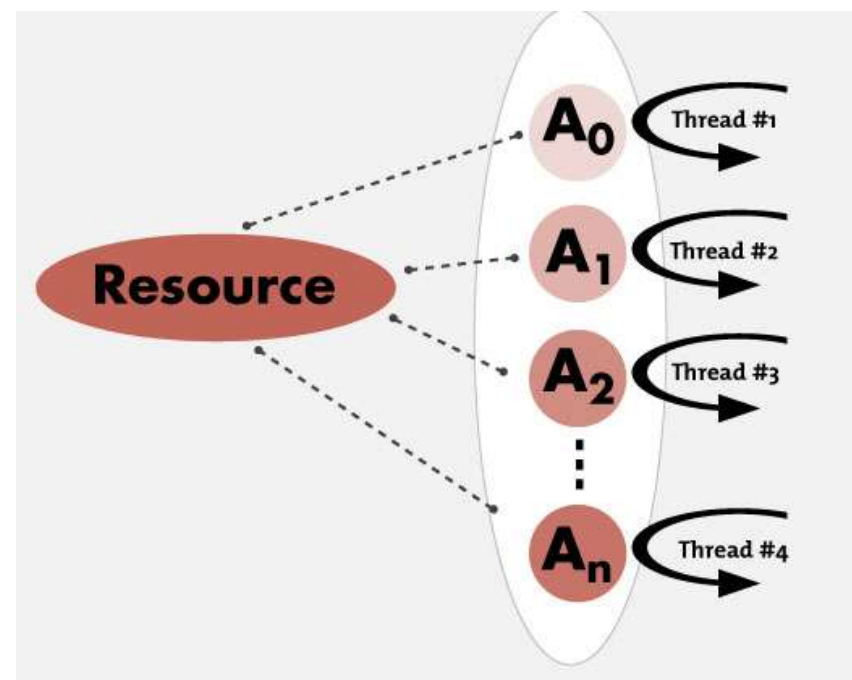 A0
Thread #1
A1
Thread #2
Resource
A2
Thread #3
An
Thread #4